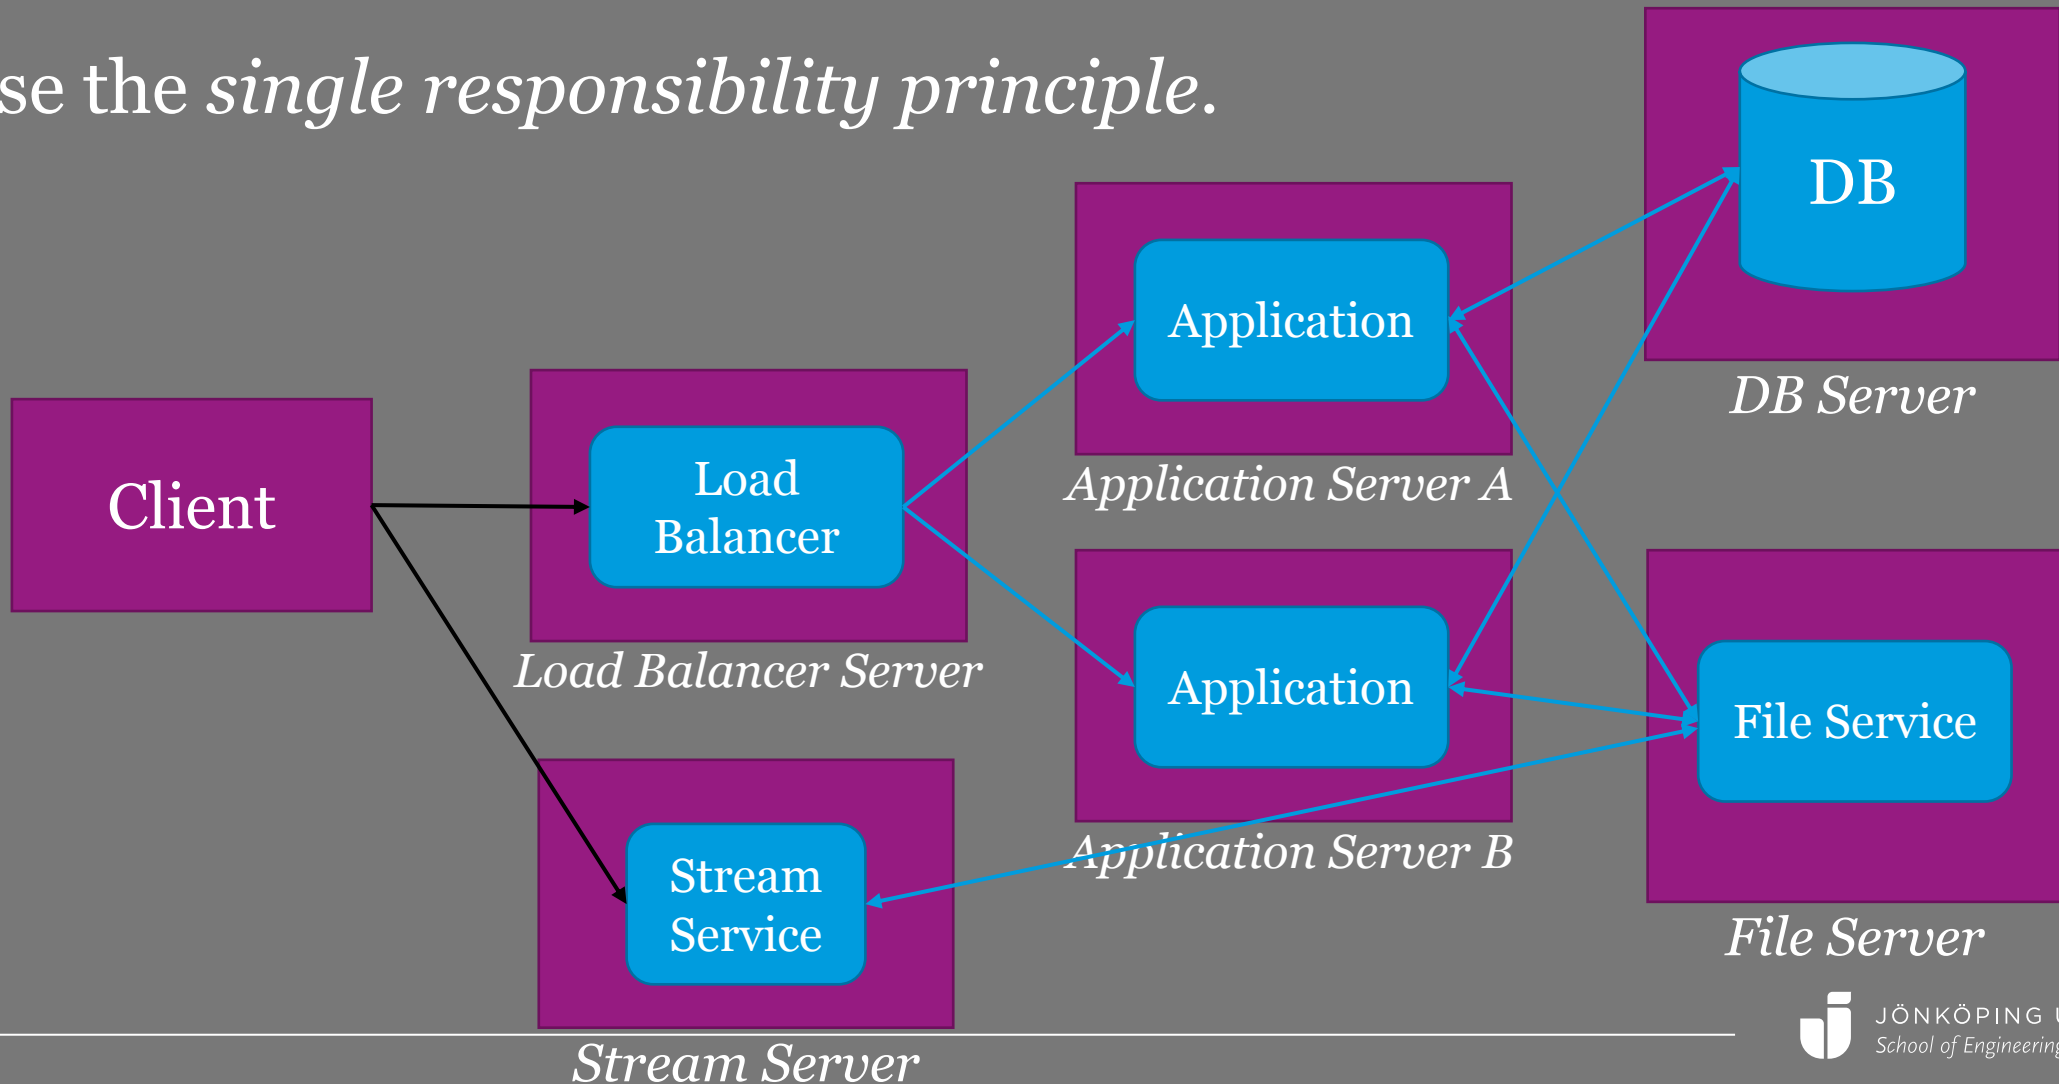 se the single responsibility principle.
DB
DB Server
Application
Application Server A
Client
Load
Balancer
Load Balancer Server
Application
Application Server B
File Service
File Server
Stream
Service
Stream Server
JÖNKÖPING U
School of Engineering